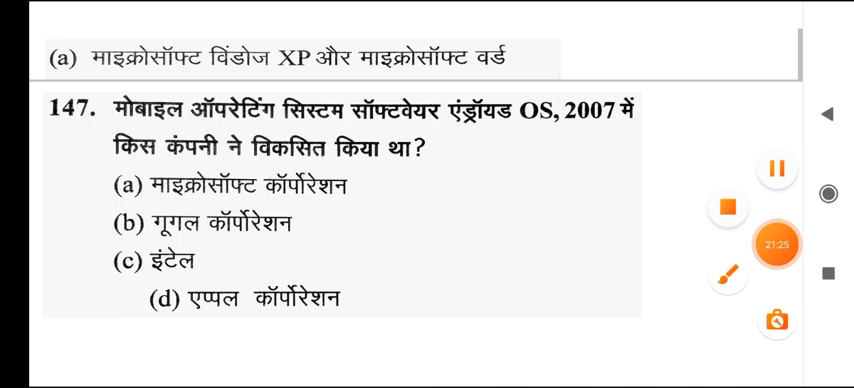 (a) माइक्रोसॉफ्ट विंडोज XP और माइक्रोसॉफ्ट वर्ड
147. मोबाइल ऑपरेटिंग सिस्टम सॉफ्टवेयर एंड्रॉयड OS, 2007 में
किस कंपनी ने विकसित किया था?
(a) माइक्रोसॉफ्ट कॉर्पोरेशन
(b) गूगल कॉर्पोरेशन
(c) इंटेल
(d) एप्पल कॉर्पोरेशन
21:25